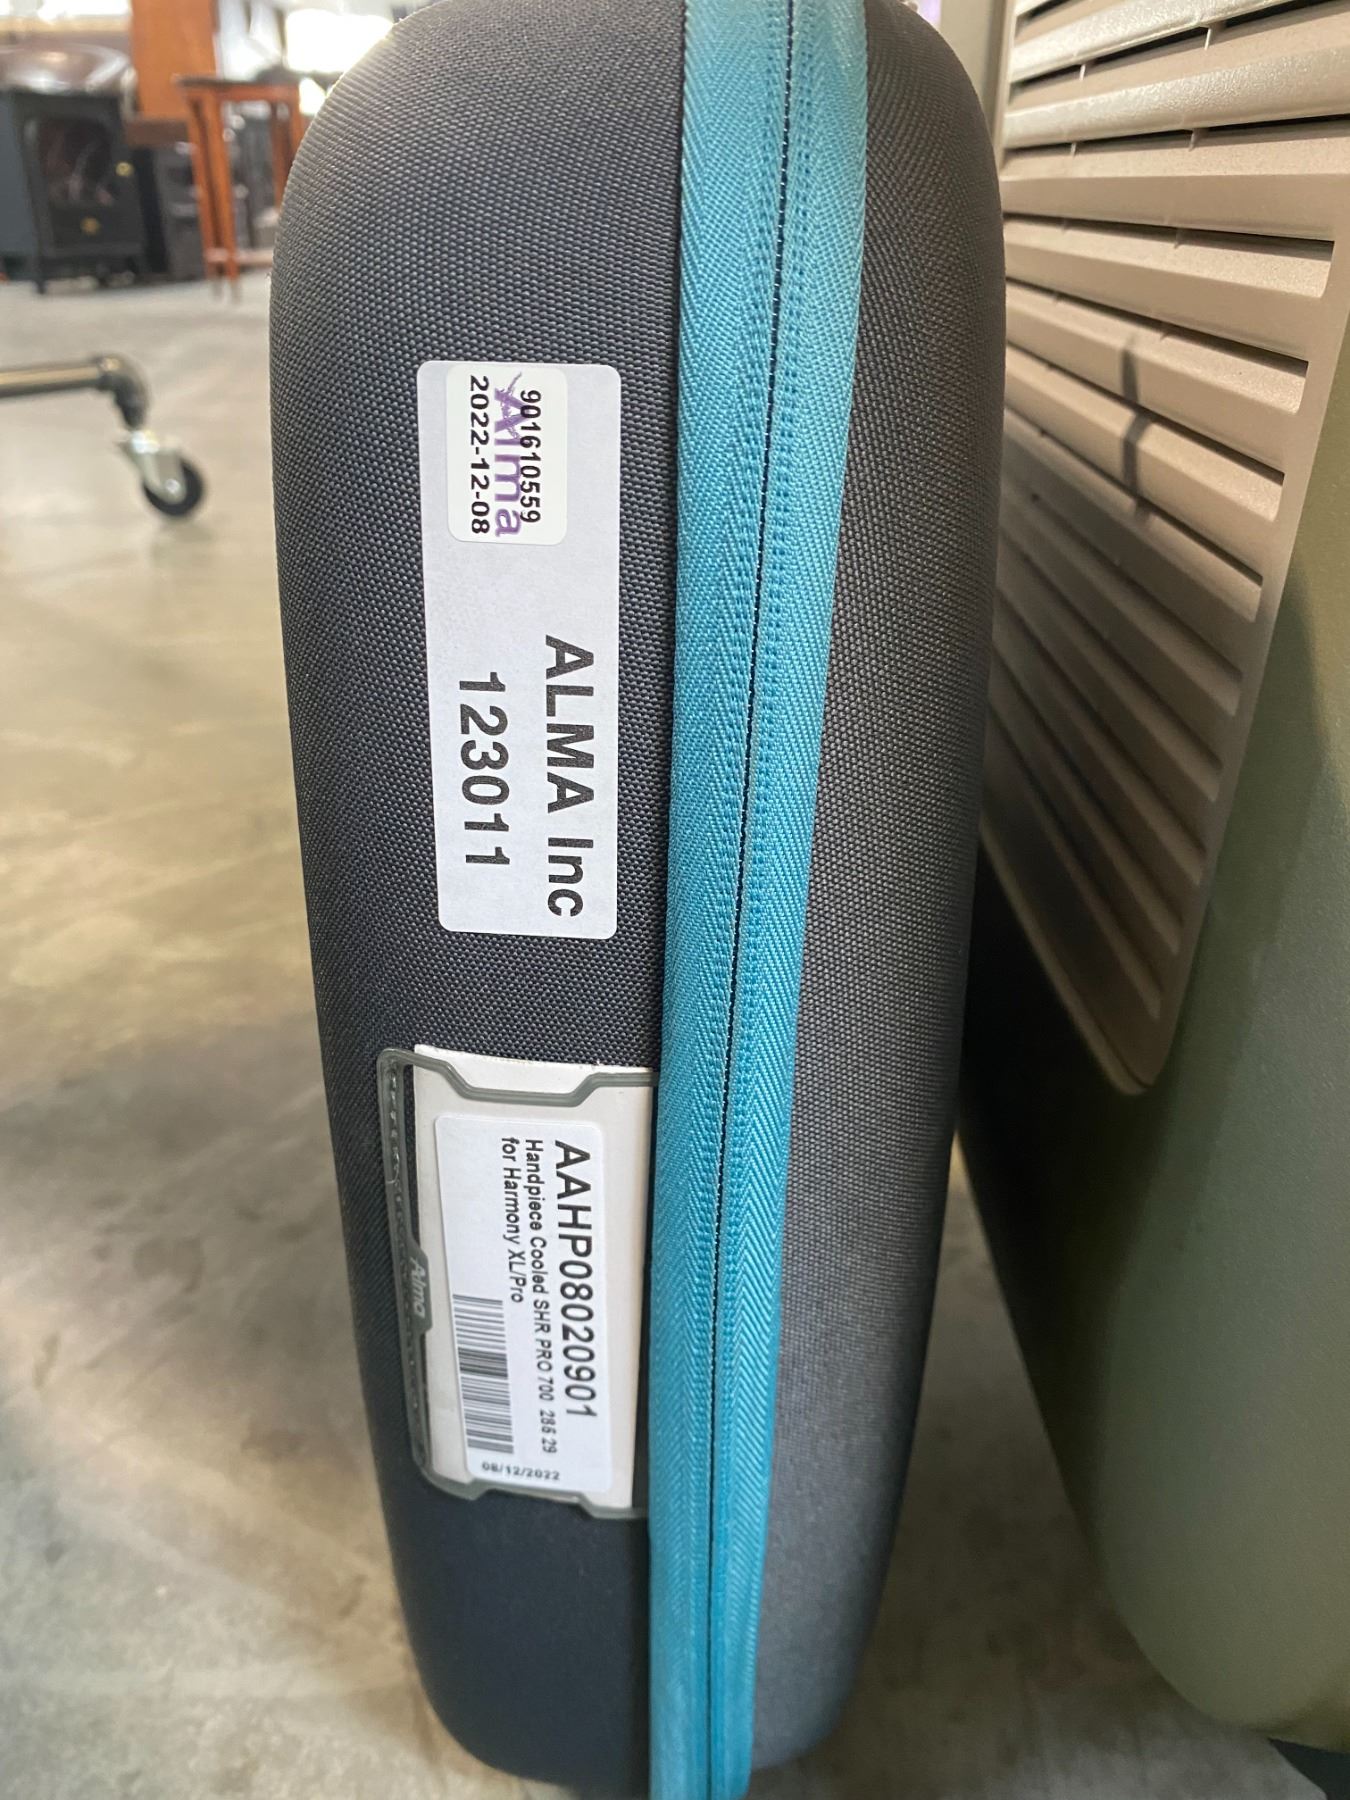 901610559
Alma
2022-12-08
ALMA Inc
123011
AAHP08020901
Handpiece Cooled SHR PRO 700 286 29
for Harmony XL/Pro
08/12/2022
Alma